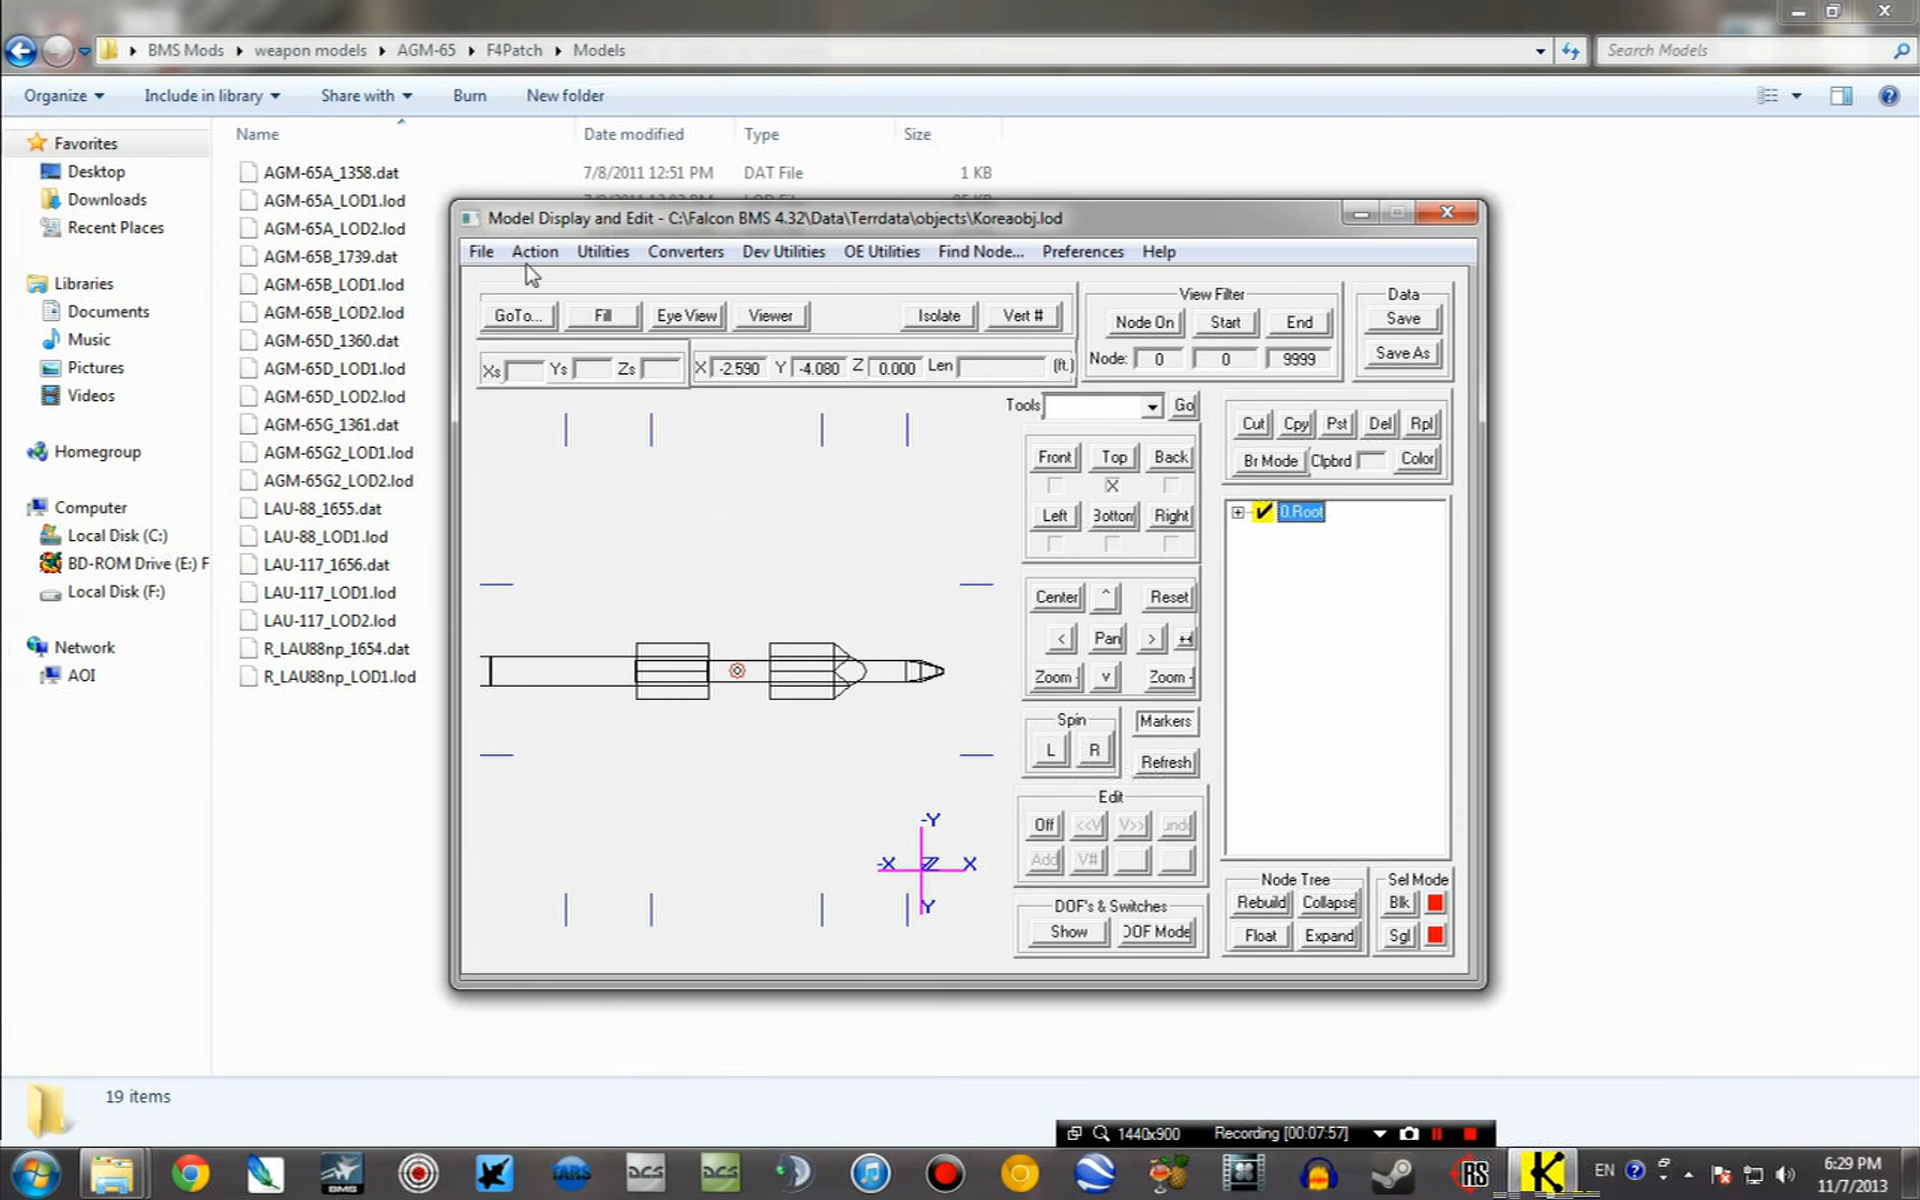 BMS Mods weapon models AGM-65 F4Patch Models
Search Models
Organize Include in library Share with Burn New folder
Name Date modified Type Size
Favorites
Desktop
Downloads
Recent Places
Libraries
Documents
Music
Pictures
Videos
Homegroup
Computer
Local Disk (C:)
BD-ROM Drive (E:) F
Local Disk (F:)
Network
AOI
AGM-65A_1358.dat 7/8/2011 12:51 PM DAT File 1 KB
AGM-65A_LOD1.lod
AGM-65A_LOD2.lod
AGM-65B_1739.dat
AGM-65B_LOD1.lod
AGM-65B_LOD2.lod
AGM-65D_1360.dat
AGM-65D_LOD1.lod
AGM-65D_LOD2.lod
AGM-65G_1361.dat
AGM-65G2_LOD1.lod
AGM-65G2_LOD2.lod
LAU-88_1655.dat
LAU-88_LOD1.lod
LAU-117_1656.dat
LAU-117_LOD1.lod
LAU-117_LOD2.lod
R_LAU88np_1654.dat
R_LAU88np_LOD1.lod
Model Display and Edit - C:\Falcon BMS 4.32\Data\Terrdata\objects\Koreaobj.lod
File Action Utilities Converters Dev Utilities OE Utilities Find Node... Preferences Help
GoTo... Fill Eye View Viewer Isolate Vert #
Xs Ys Zs X -2.590 Y -4.080 Z 0.000 Len (ft.)
View Filter
Node On Start End
Node: 0 0 9999
Data
Save
Save As
Tools Go
Front Top Back
X
Left Bottom Right
Center ^ Reset
< Pan >
Zoom - v Zoom -
Spin
L R
Markers
Refresh
Edit
Off <<V V>> undo
Add V#
DOF's & Switches
Show DOF Mode
Cut Cpy Pst Del Rpl
Br Mode Clpbrd Color
0.Root
Node Tree
Rebuild Collapse
Float Expand
Sel Mode
Blk
Sgl
-Y
-X Z X
Y
19 items
1440x900 Recording [00:07:57]
BMS
TARS
DCS
DCS
RS
K
EN
6:29 PM
11/7/2013